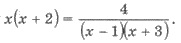 x(x + 2) = 4/((x − 1)(x + 3)).